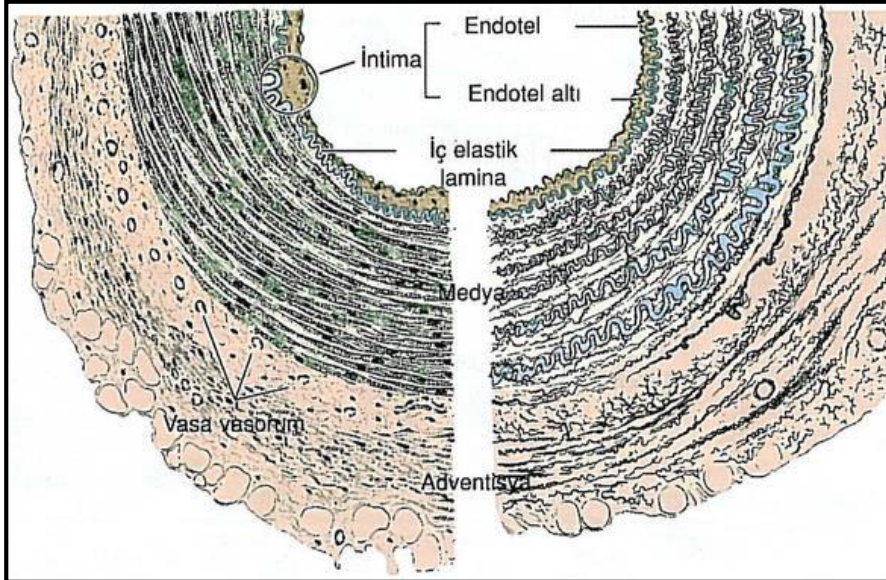 Endotel
İntima
Endotel altı
İç elastik
lamina
Medya
Vasa vasorum
Adventisya